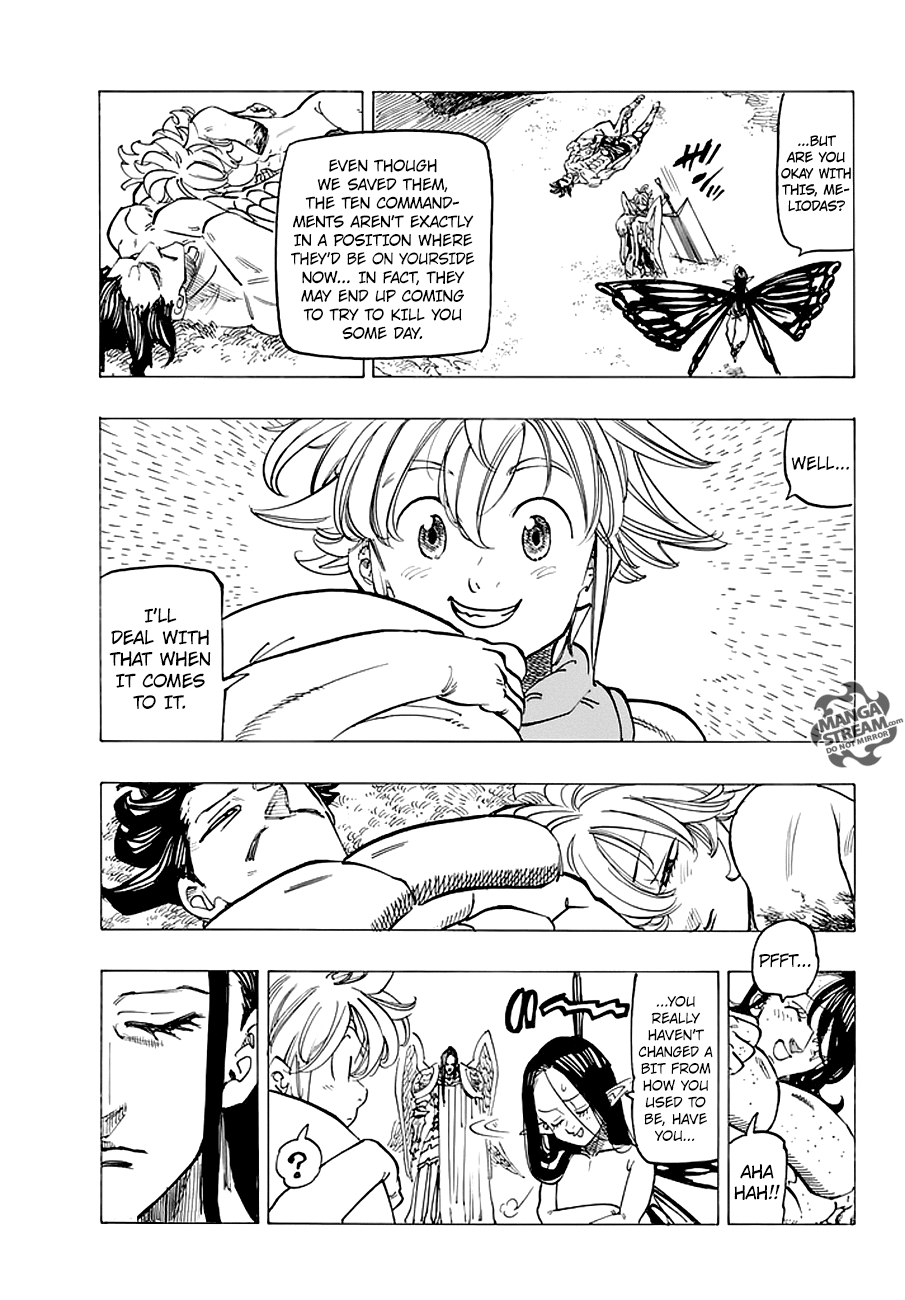 ...BUT
ARE YOU
OKAY WITH
THIS, ME-
LIODAS?
EVEN THOUGH
WE SAVED THEM,
THE TEN COMMAND-
MENTS AREN'T EXACTLY
IN A POSITION WHERE
THEY'D BE ON YOURSIDE
NOW... IN FACT, THEY
MAY END UP COMING
TO TRY TO KILL YOU
SOME DAY.
WELL...
I'LL
DEAL WITH
THAT WHEN
IT COMES
TO IT.
MANGA
STREAM.com
DO NOT MIRROR
PFFT...
AHA
HAH!!
...YOU
REALLY
HAVEN'T
CHANGED A
BIT FROM
HOW YOU
USED TO
BE, HAVE
YOU...
?